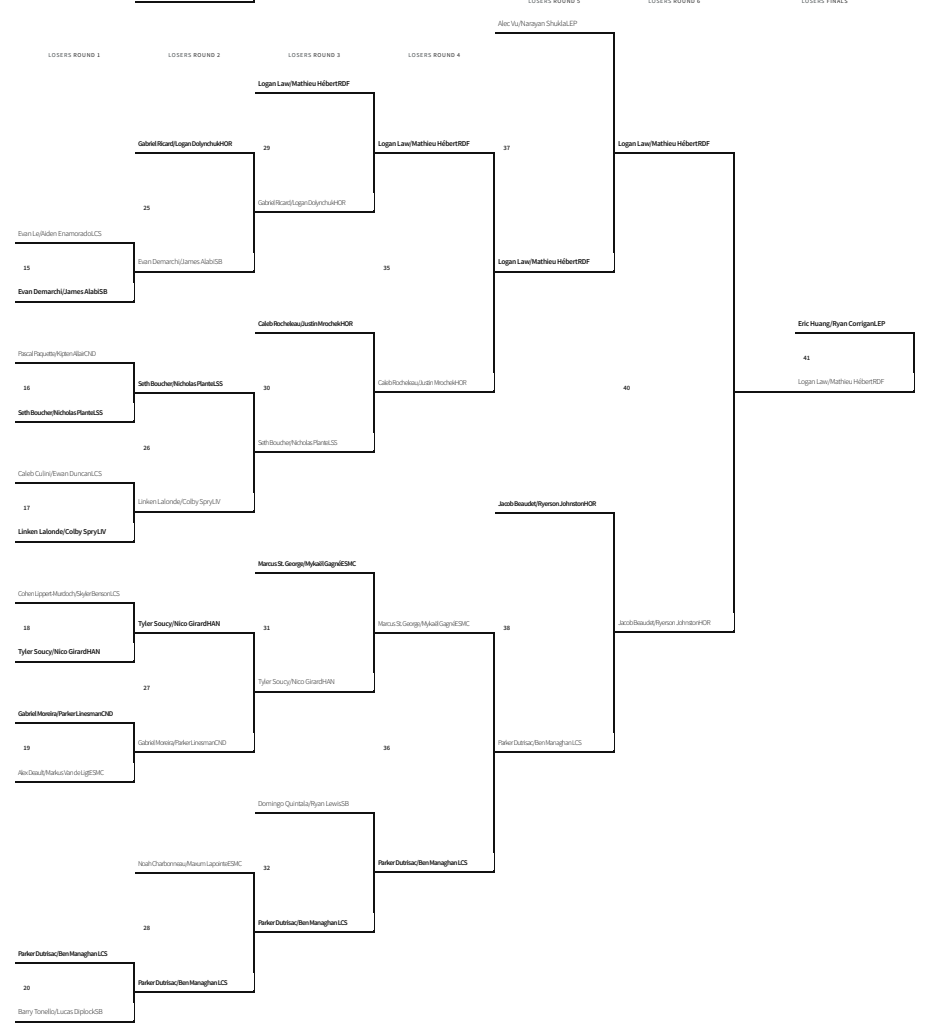 LOSERS ROUND 5
LOSERS ROUND 6
LOSERS FINALS
Alec Vu/Narayan ShuklaLEP
LOSERS ROUND 1
LOSERS ROUND 2
LOSERS ROUND 3
LOSERS ROUND 4
Logan Law/Mathieu HébertRDF
Gabriel Ricard/Logan DolynchukHOR
29
Logan Law/Mathieu HébertRDF
37
Logan Law/Mathieu HébertRDF
25
Gabriel Ricard/Logan DolynchukHOR
Evan Le/Aiden EnamoradoLCS
15
Evan Demarchi/James AlabiSB
35
Logan Law/Mathieu HébertRDF
Evan Demarchi/James AlabiSB
Caleb Rocheleau/Justin MrochekHOR
Eric Huang/Ryan CorriganLEP
Pascal Paquette/Kipten AllairCND
41
16
Seth Boucher/Nicholas PlanteLSS
30
Caleb Rocheleau/Justin MrochekHOR
40
Logan Law/Mathieu HébertRDF
Seth Boucher/Nicholas PlanteLSS
26
Seth Boucher/Nicholas PlanteLSS
Caleb Culini/Ewan DuncanLCS
17
Linken Lalonde/Colby SpryLIV
Jacob Beaudet/Ryerson JohnstonHOR
Linken Lalonde/Colby SpryLIV
Marcus St. George/Mykaël GagnéESMC
Cohen Lippert-Murdoch/Skyler BensonLCS
18
Tyler Soucy/Nico GirardHAN
31
Marcus St. George/Mykaël GagnéESMC
38
Jacob Beaudet/Ryerson JohnstonHOR
Tyler Soucy/Nico GirardHAN
27
Tyler Soucy/Nico GirardHAN
Gabriel Moreira/Parker LinesmanCND
19
Gabriel Moreira/Parker LinesmanCND
36
Parker Dutrisac/Ben Managhan LCS
Alex Deault/Markus Van de LigtESMC
Domingo Quintala/Ryan LewisSB
Noah Charbonneau/Maxum LapointeESMC
32
Parker Dutrisac/Ben Managhan LCS
28
Parker Dutrisac/Ben Managhan LCS
Parker Dutrisac/Ben Managhan LCS
20
Parker Dutrisac/Ben Managhan LCS
Barry Tonello/Lucas DiplockSB